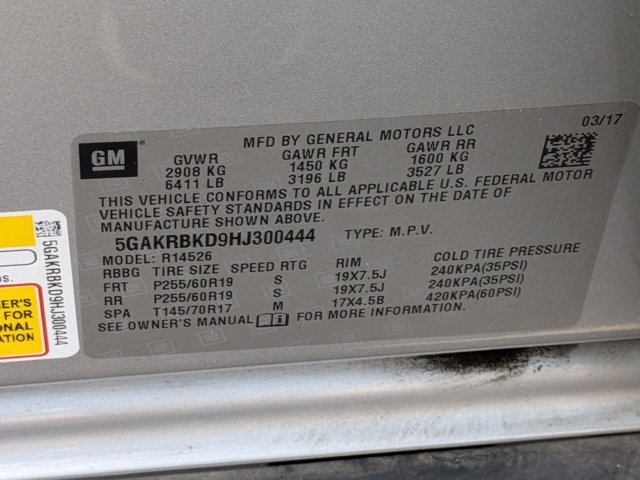 GM
MFD BY GENERAL MOTORS LLC
03/17
GVWR GAWR FRT GAWR RR
2908 KG 1450 KG 1600 KG
6411 LB 3196 LB 3527 LB
THIS VEHICLE CONFORMS TO ALL APPLICABLE U.S. FEDERAL MOTOR
VEHICLE SAFETY STANDARDS IN EFFECT ON THE DATE OF
MANUFACTURE SHOWN ABOVE.
5GAKRBKD9HJ300444 TYPE: M.P.V.
MODEL: R14526
RBBG TIRE SIZE SPEED RTG RIM COLD TIRE PRESSURE
FRT P255/60R19 S 19X7.5J 240KPA(35PSI)
RR P255/60R19 S 19X7.5J 240KPA(35PSI)
SPA T145/70R17 M 17X4.5B 420KPA(60PSI)
SEE OWNER'S MANUAL FOR MORE INFORMATION.
5GAKRBKD9HJ300444
FOR